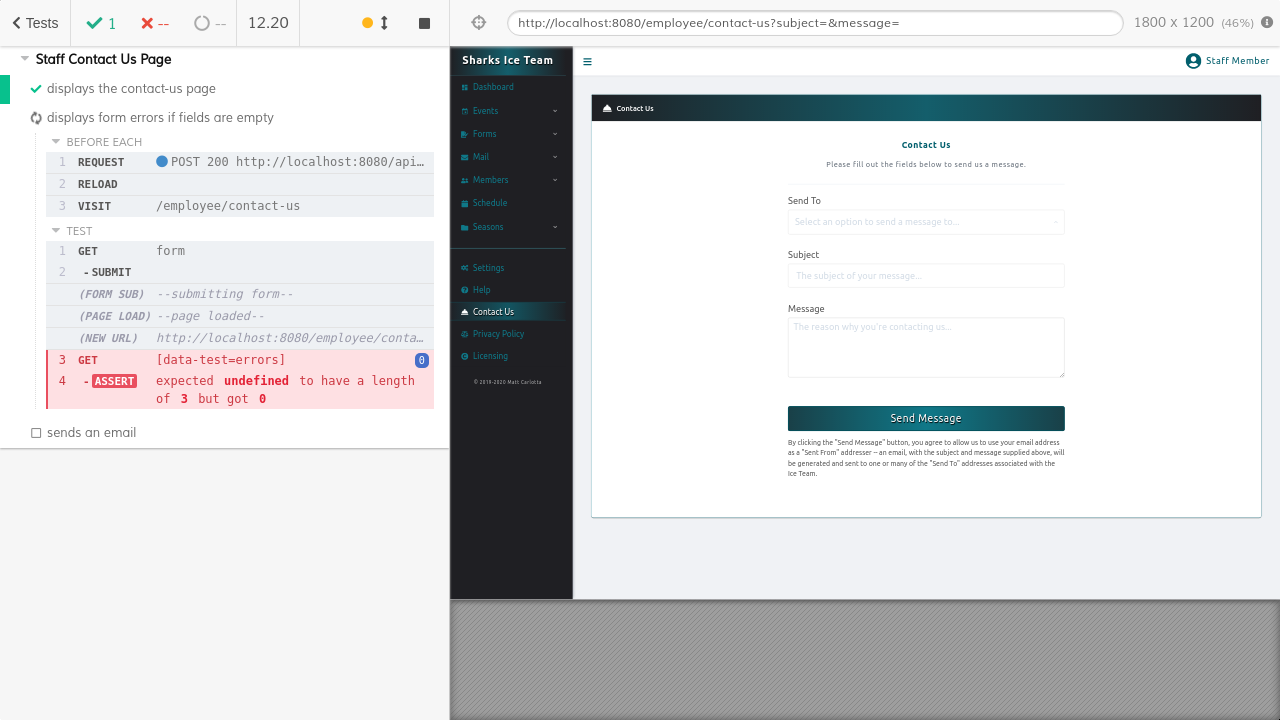 Tests
1
--
--
12.20
http://localhost:8080/employee/contact-us?subject=&message=
1800 x 1200 (46%)
Staff Contact Us Page
displays the contact-us page
displays form errors if fields are empty
BEFORE EACH
1 REQUEST POST 200 http://localhost:8080/api…
2 RELOAD
3 VISIT /employee/contact-us
TEST
1 GET form
2 -SUBMIT
(FORM SUB) --submitting form--
(PAGE LOAD) --page loaded--
(NEW URL) http://localhost:8080/employee/conta…
3 GET [data-test=errors] 0
4 -ASSERT expected undefined to have a length
of 3 but got 0
sends an email
Sharks Ice Team
Dashboard
Events
Forms
Mail
Members
Schedule
Seasons
Settings
Help
Contact Us
Privacy Policy
Licensing
© 2019-2020 Matt Carlotta
Staff Member
Contact Us
Contact Us
Please fill out the fields below to send us a message.
Send To
Select an option to send a message to...
Subject
The subject of your message...
Message
The reason why you're contacting us...
Send Message
By clicking the "Send Message" button, you agree to allow us to use your email address
as a "Sent From" addresser -- an email, with the subject and message supplied above, will
be generated and sent to one or many of the "Send To" addresses associated with the
Ice Team.